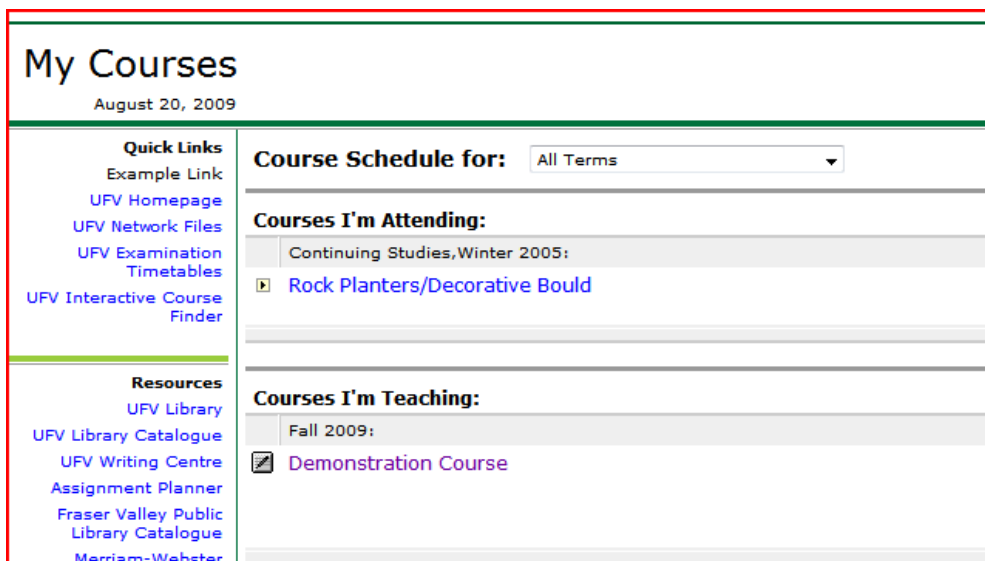 My Courses
August 20, 2009
Quick Links
Example Link
UFV Homepage
UFV Network Files
UFV Examination
Timetables
UFV Interactive Course
Finder
Resources
UFV Library
UFV Library Catalogue
UFV Writing Centre
Assignment Planner
Fraser Valley Public
Library Catalogue
Merriam-Webster
Course Schedule for: All Terms
Courses I'm Attending:
Continuing Studies,Winter 2005:
Rock Planters/Decorative Bould
Courses I'm Teaching:
Fall 2009:
Demonstration Course